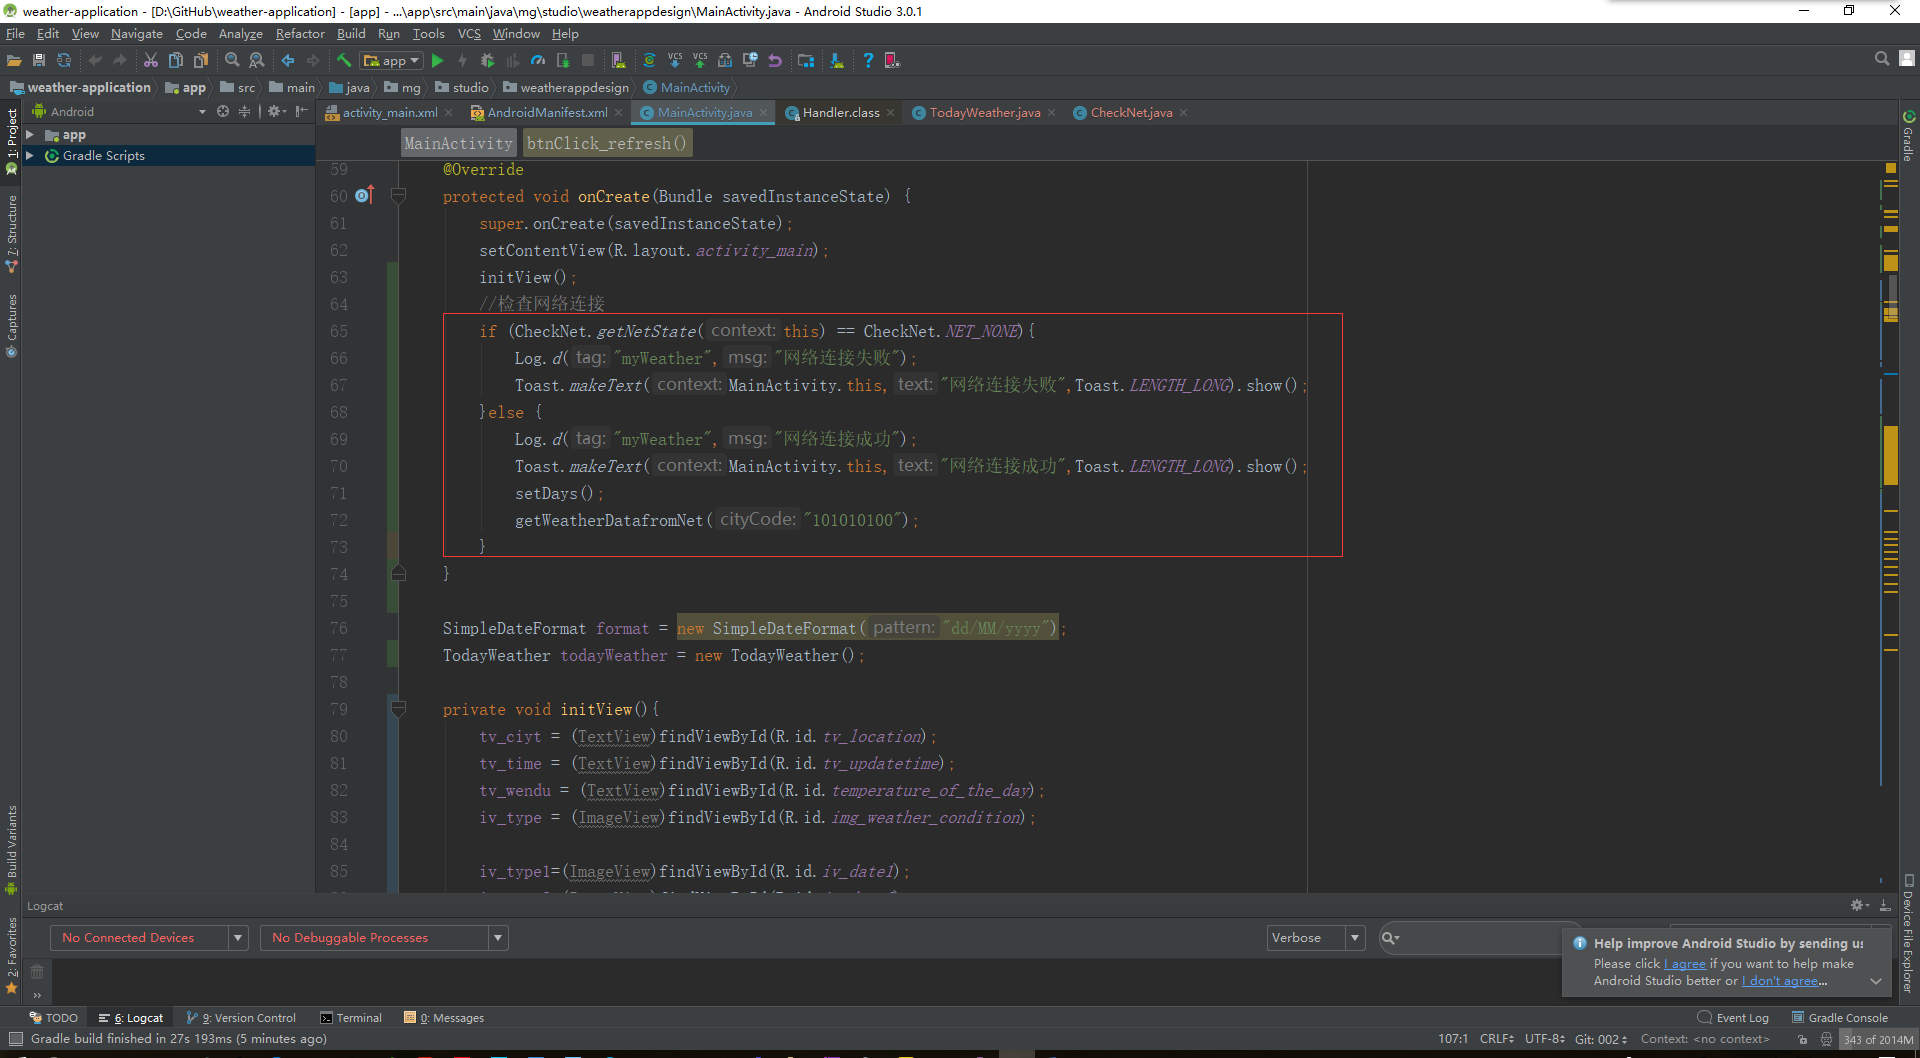 weather-application - [D:\GitHub\weather-application] - [app] - ...\app\src\main\java\mg\studio\weatherappdesign\MainActivity.java - Android Studio 3.0.1
File Edit View Navigate Code Analyze Refactor Build Run Tools VCS Window Help
app
weather-application app src main java mg studio weatherappdesign MainActivity
Android
activity_main.xml AndroidManifest.xml MainActivity.java Handler.class TodayWeather.java CheckNet.java
MainActivity btnClick_refresh()
app
Gradle Scripts
1: Project
7: Structure
Captures
Build Variants
2: Favorites
Gradle
Device File Explorer
59 @Override
60 protected void onCreate(Bundle savedInstanceState) {
61 super.onCreate(savedInstanceState);
62 setContentView(R.layout.activity_main);
63 initView();
64 //检查网络连接
65 if (CheckNet.getNetState( context: this) == CheckNet.NET_NONE){
66 Log.d( tag: "myWeather", msg: "网络连接失败");
67 Toast.makeText( context: MainActivity.this, text: "网络连接失败",Toast.LENGTH_LONG).show();
68 }else {
69 Log.d( tag: "myWeather", msg: "网络连接成功");
70 Toast.makeText( context: MainActivity.this, text: "网络连接成功",Toast.LENGTH_LONG).show();
71 setDays();
72 getWeatherDatafromNet( cityCode: "101010100");
73 }
74 }
75
76 SimpleDateFormat format = new SimpleDateFormat( pattern: "dd/MM/yyyy");
77 TodayWeather todayWeather = new TodayWeather();
78
79 private void initView(){
80 tv_ciyt = (TextView)findViewById(R.id.tv_location);
81 tv_time = (TextView)findViewById(R.id.tv_updatetime);
82 tv_wendu = (TextView)findViewById(R.id.temperature_of_the_day);
83 iv_type = (ImageView)findViewById(R.id.img_weather_condition);
84
85 iv_type1=(ImageView)findViewById(R.id.iv_date1);
Logcat
No Connected Devices No Debuggable Processes Verbose
Help improve Android Studio by sending us
Please click I agree if you want to help make
Android Studio better or I don't agree...
TODO 6: Logcat 9: Version Control Terminal 0: Messages Event Log Gradle Console
Gradle build finished in 27s 193ms (5 minutes ago) 107:1 CRLF UTF-8 Git: 002 Context: <no context> 343 of 2014M